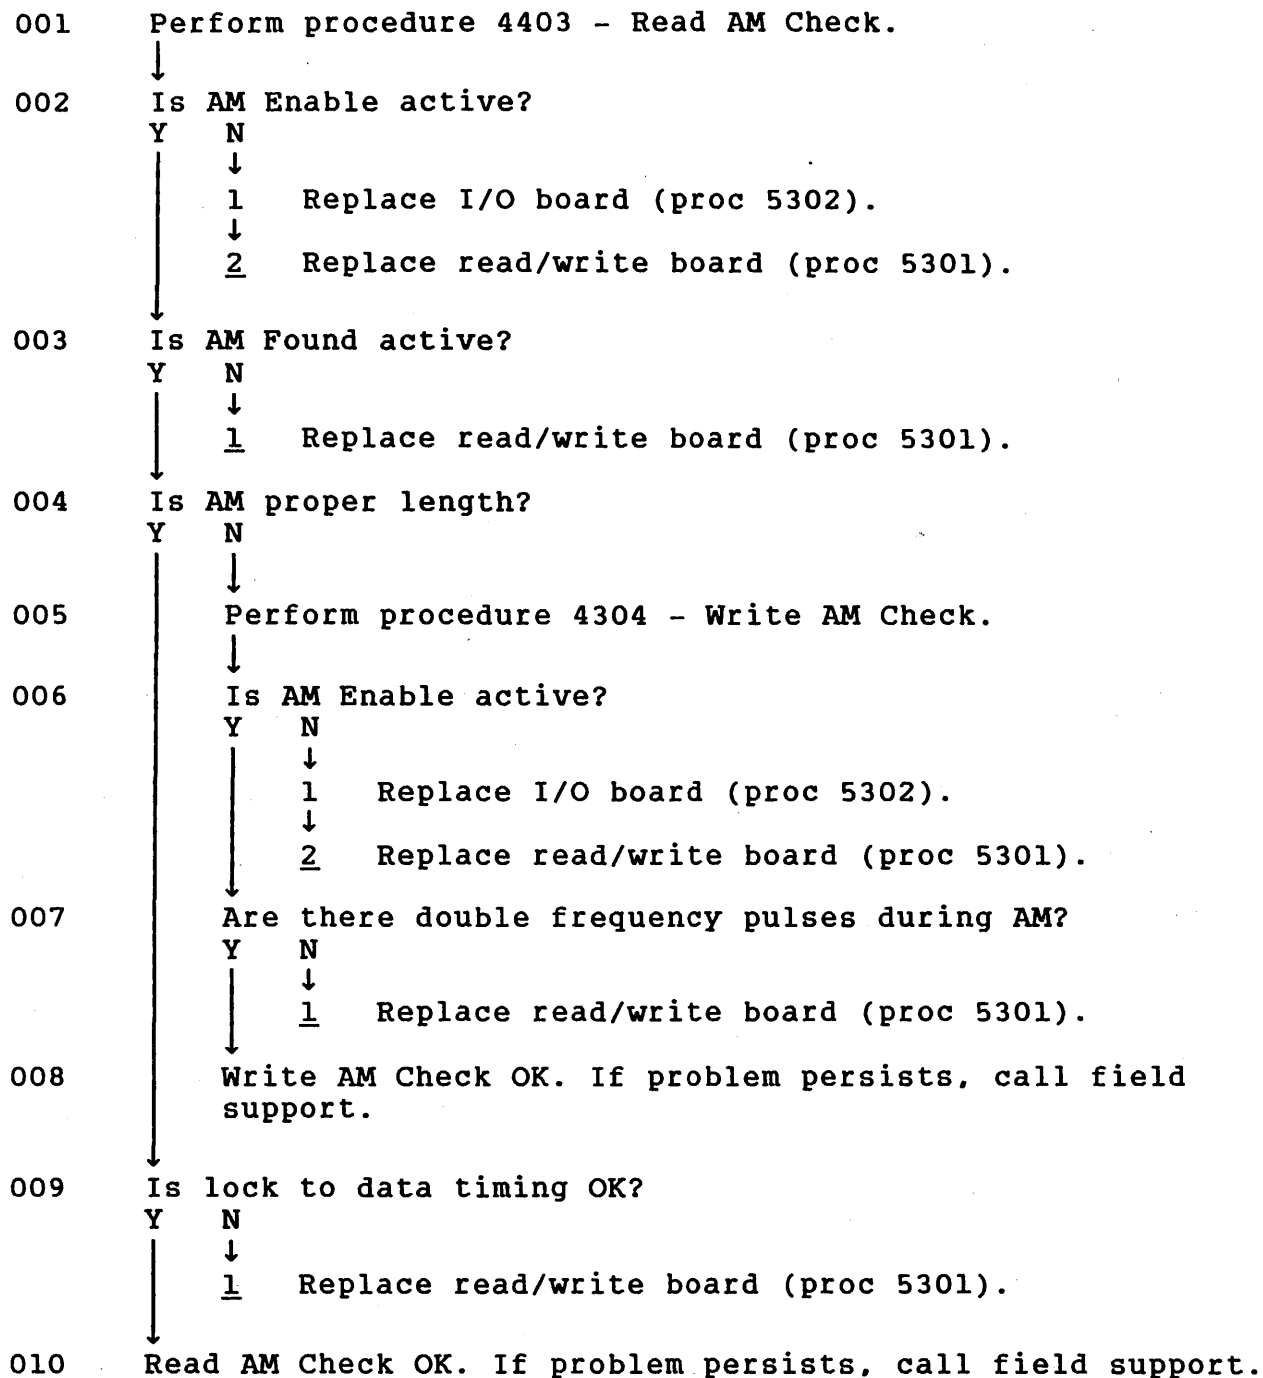 001 Perform procedure 4403 - Read AM Check.
002 Is AM Enable active?
Y N
1 Replace I/O board (proc 5302).
2 Replace read/write board (proc 5301).
003 Is AM Found active?
Y N
1 Replace read/write board (proc 5301).
004 Is AM proper length?
Y N
005 Perform procedure 4304 - Write AM Check.
006 Is AM Enable active?
Y N
1 Replace I/O board (proc 5302).
2 Replace read/write board (proc 5301).
007 Are there double frequency pulses during AM?
Y N
1 Replace read/write board (proc 5301).
008 Write AM Check OK. If problem persists, call field
support.
009 Is lock to data timing OK?
Y N
1 Replace read/write board (proc 5301).
010 Read AM Check OK. If problem persists, call field support.